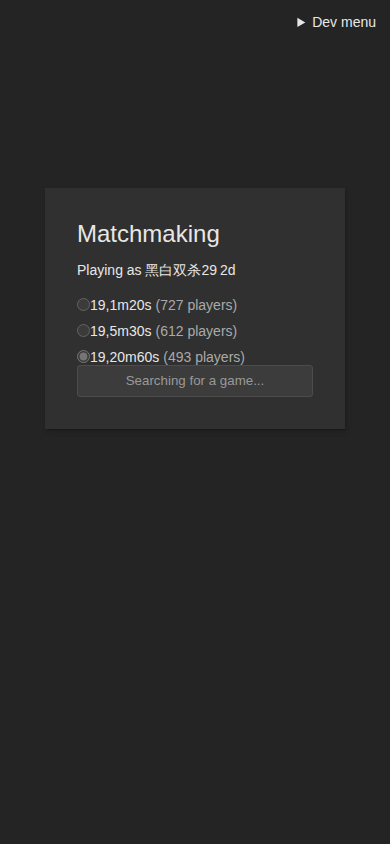 ▶ Dev menu
Matchmaking
Playing as 黑白双杀29 2d
19,1m20s (727 players)
19,5m30s (612 players)
19,20m60s (493 players)
Searching for a game...